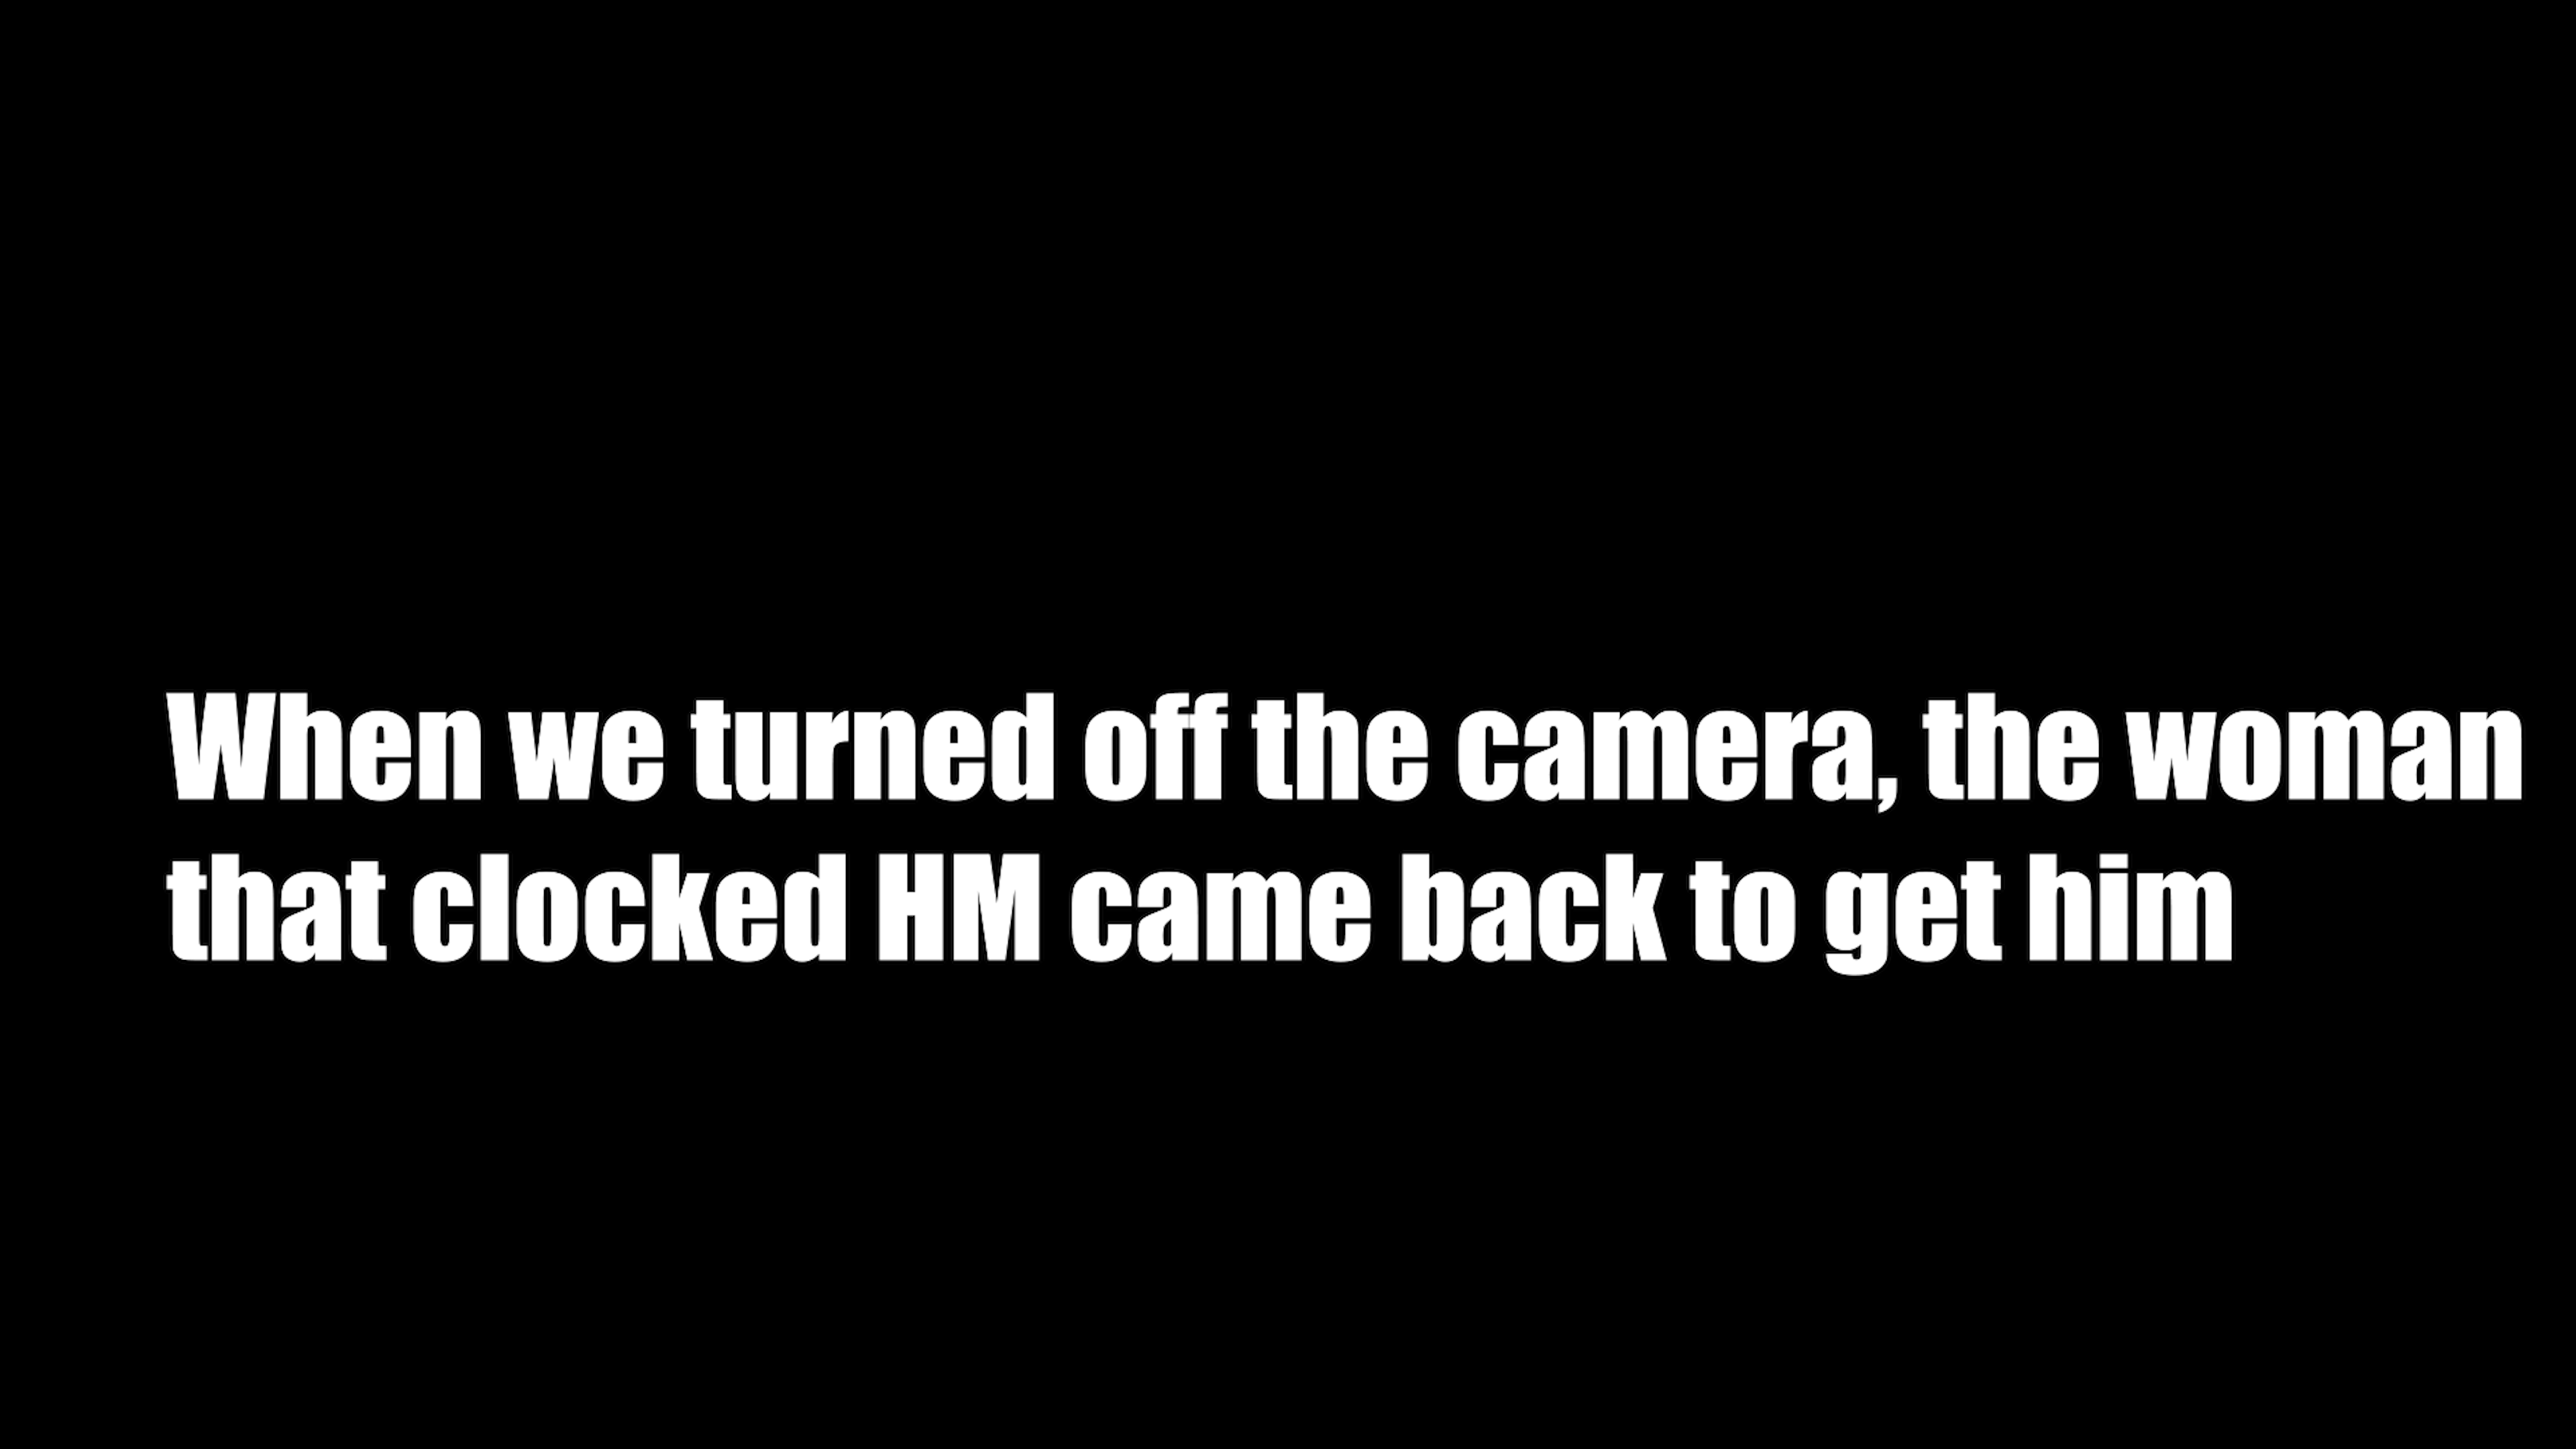 When we turned off the camera, the woman
that clocked HM came back to get him